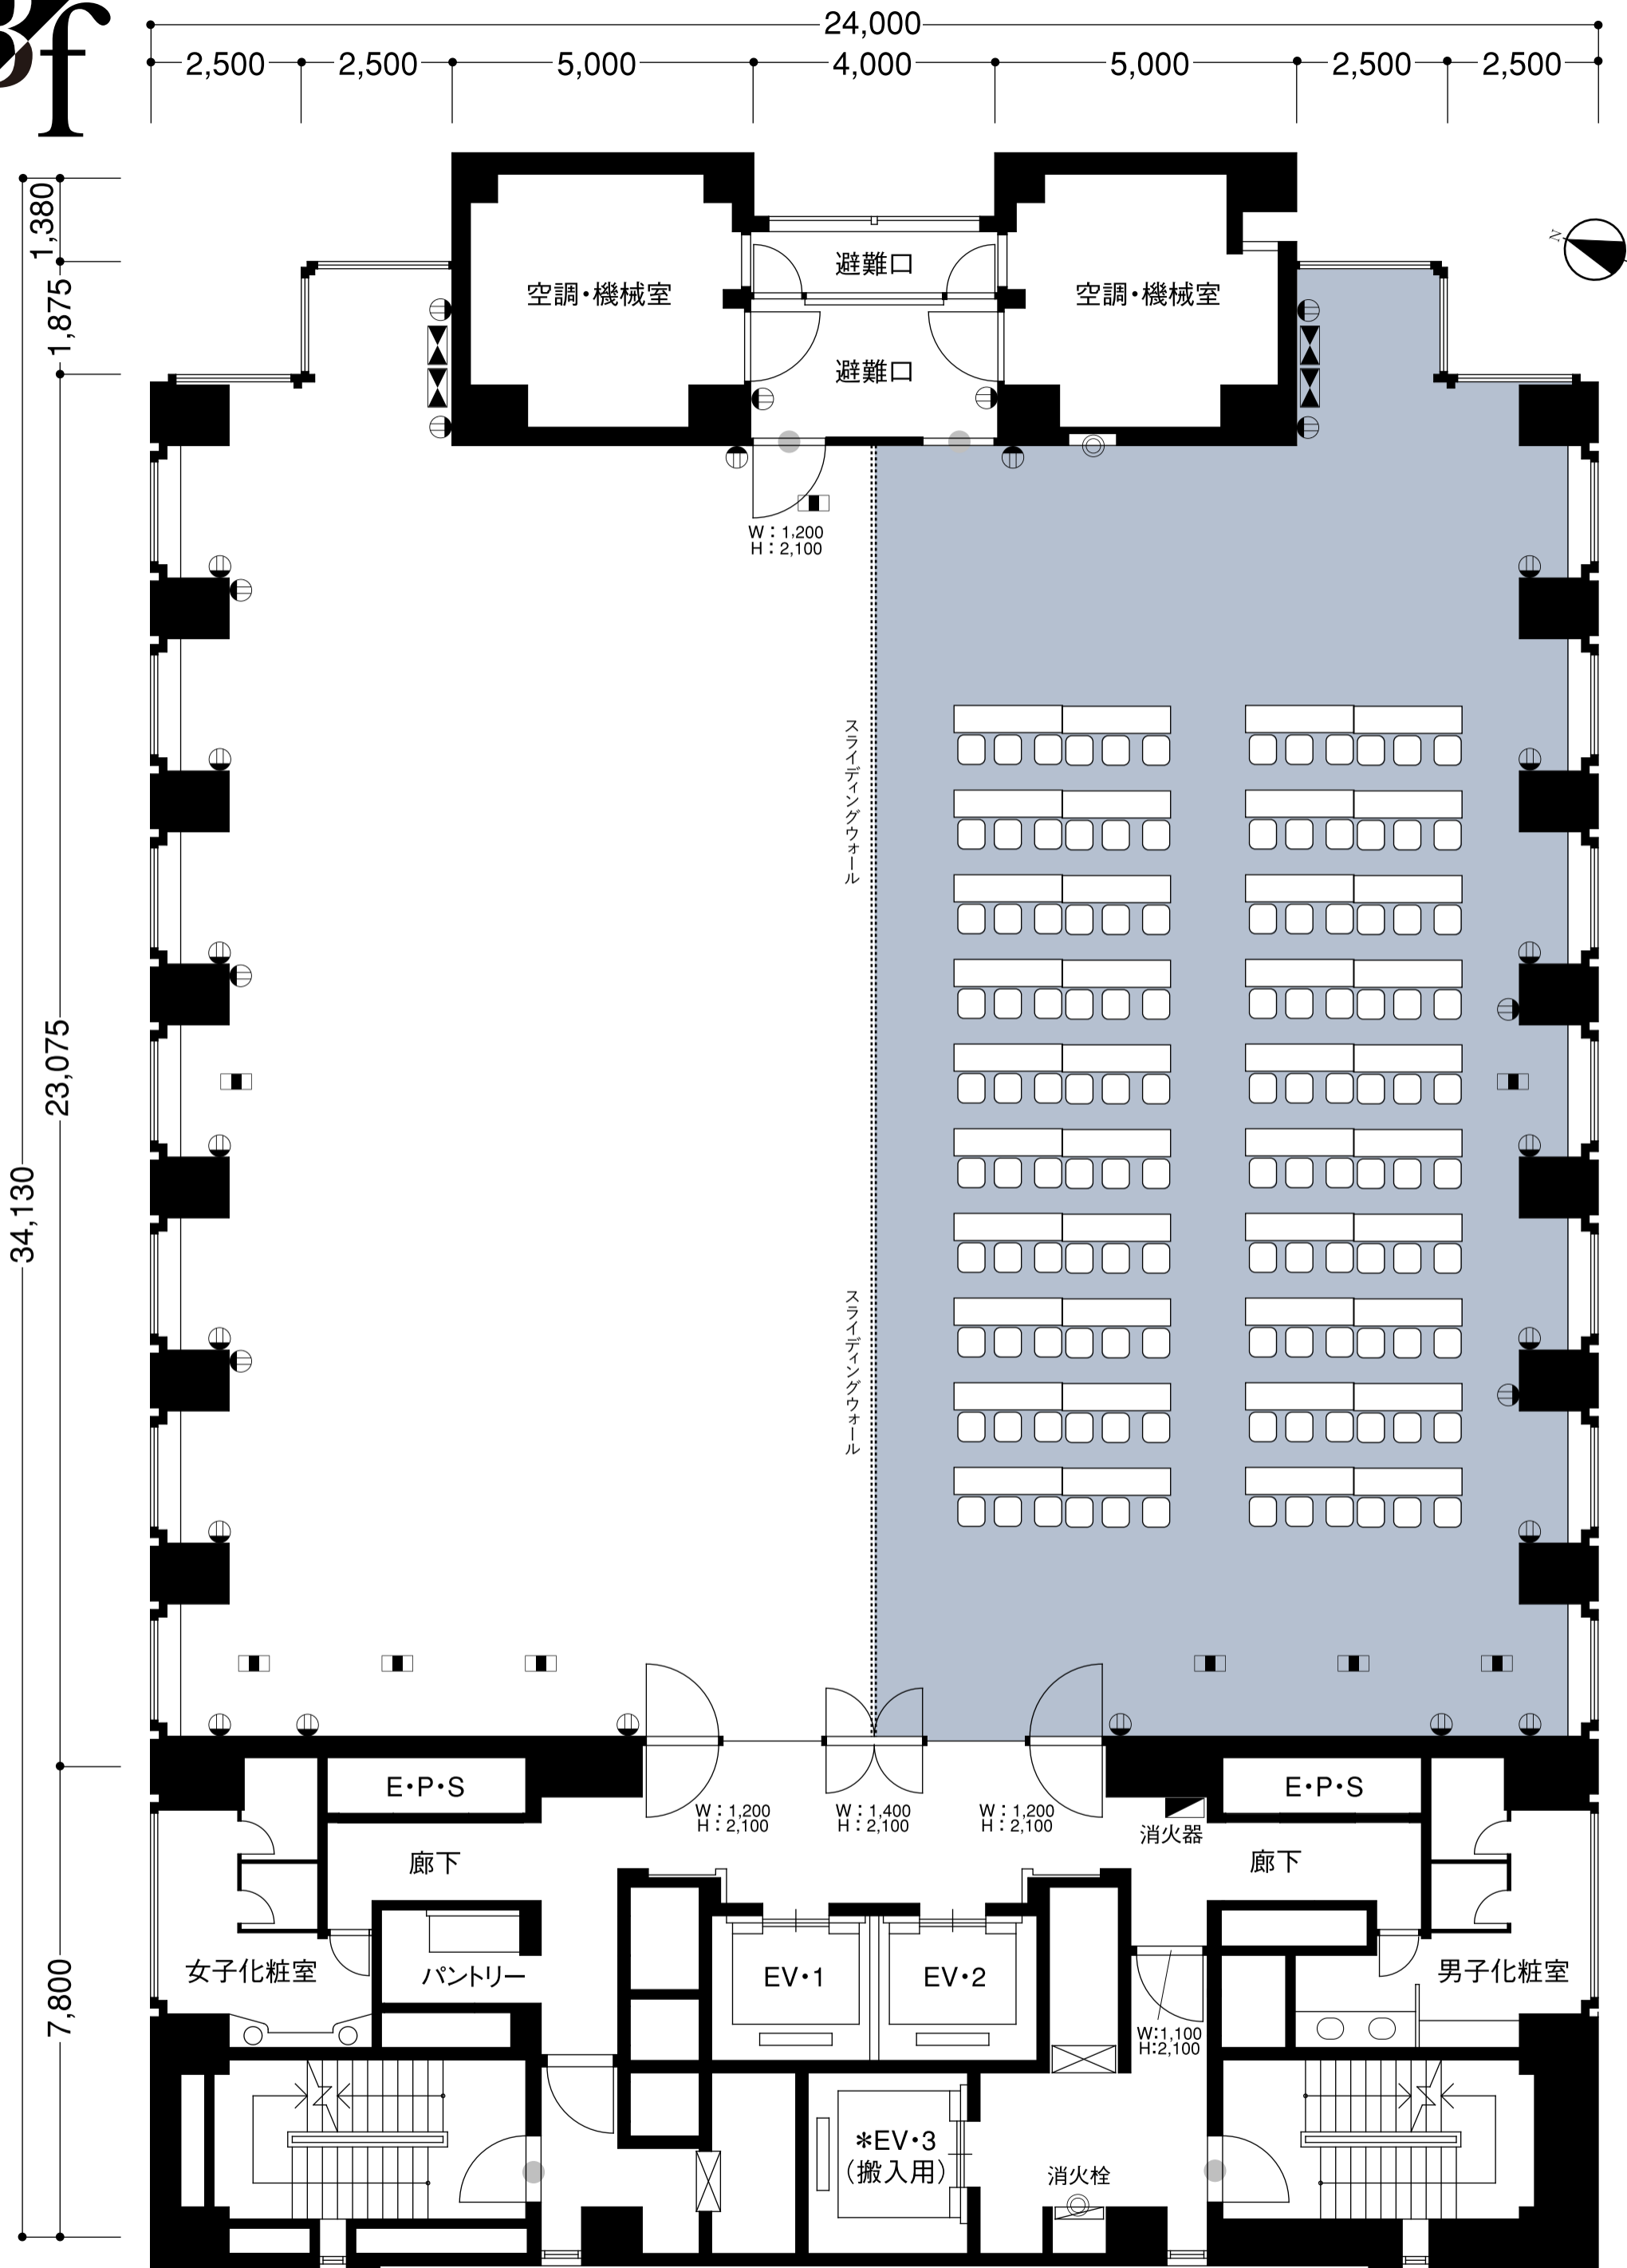 3f
24,000
2,500 2,500 5,000 4,000 5,000 2,500 2,500
1,380
1,875
23,075
34,130
7,800
N
空調・機械室
避難口
空調・機械室
避難口
W：1,200
H：2,100
スライディングウォール
スライディングウォール
E・P・S
E・P・S
W：1,200
H：2,100
W：1,400
H：2,100
W：1,200
H：2,100
消火器
廊下
廊下
女子化粧室
パントリー
EV・1
EV・2
男子化粧室
W:1,100
H:2,100
＊EV・3
（搬入用）
消火栓